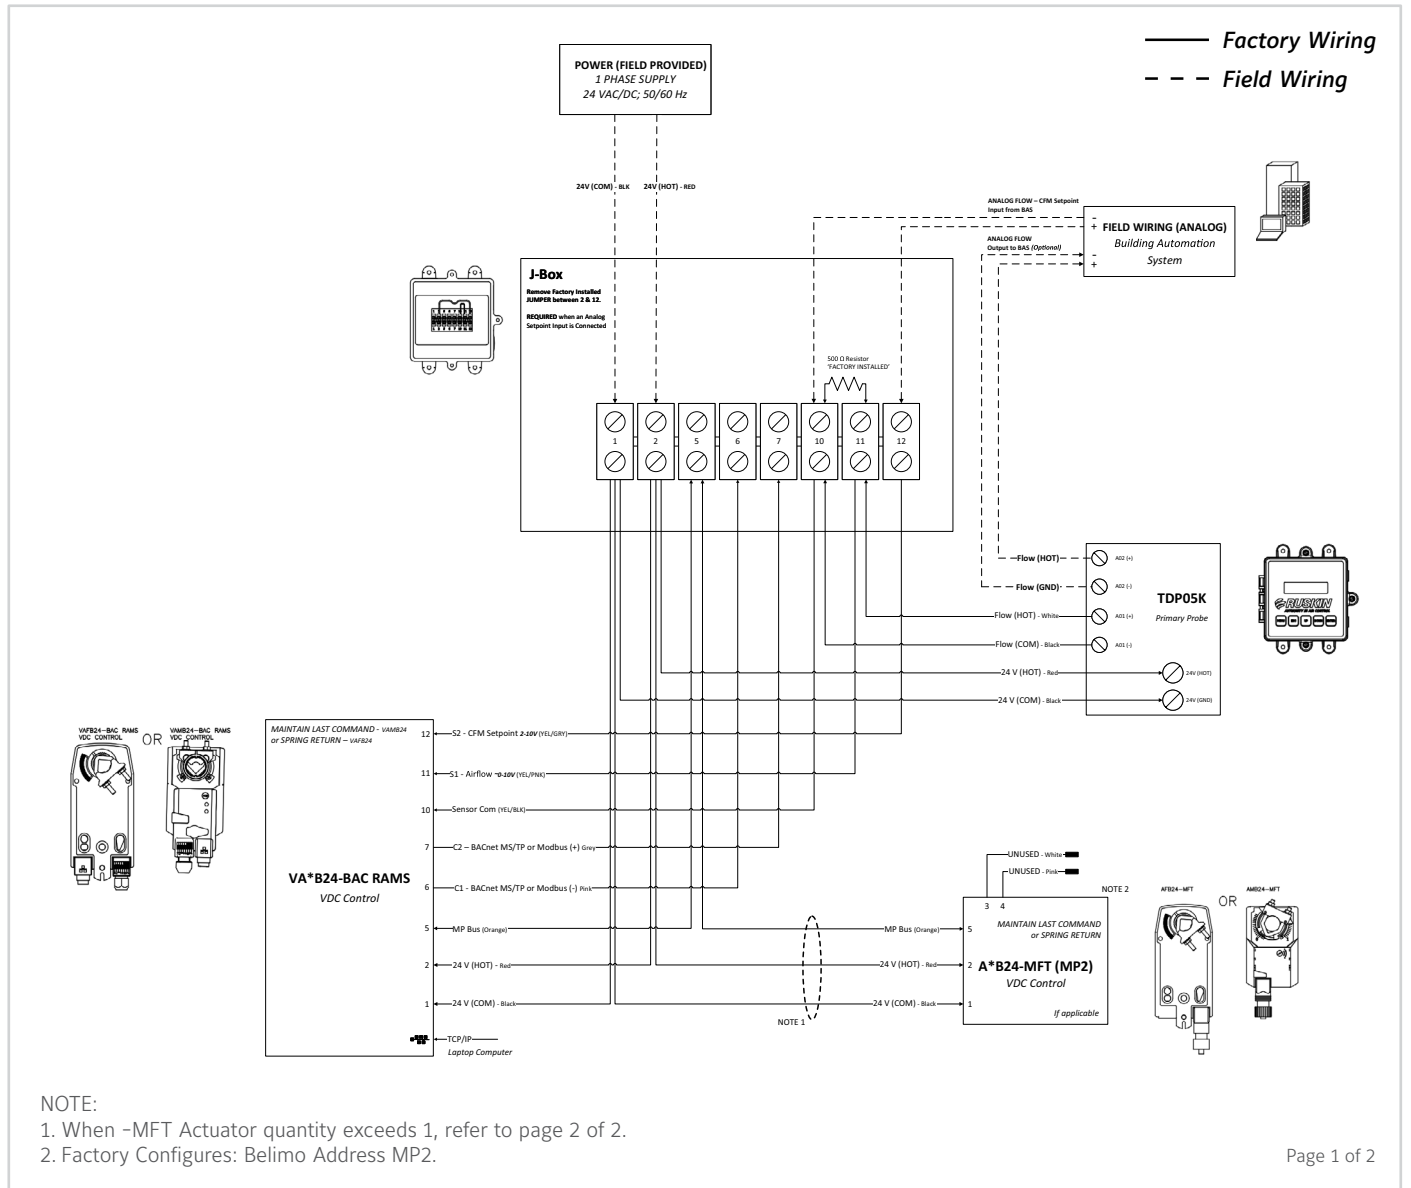 Factory Wiring
Field Wiring
POWER (FIELD PROVIDED)
1 PHASE SUPPLY
24 VAC/DC; 50/60 Hz
24V (COM) - BLK
24V (HOT) - RED
ANALOG FLOW – CFM Setpoint
Input from BAS
-
+
FIELD WIRING (ANALOG)
Building Automation
System
ANALOG FLOW
Output to BAS (Optional)
-
+
J-Box
Remove Factory Installed
JUMPER between 2 & 12.
REQUIRED when an Analog
Setpoint Input is Connected
500 Ω Resistor
'FACTORY INSTALLED'
1
2
5
6
7
10
11
12
Flow (HOT)
A02 (+)
Flow (GND)
A02 (-)
TDP05K
Primary Probe
Flow (HOT) - White
A01 (+)
Flow (COM) - Black
A01 (-)
24 V (HOT) - Red
24V (HOT)
24 V (COM) - Black
24V (GND)
RUSKIN
VAFB24-BAC RAMS
VDC CONTROL
OR
VAMB24-BAC RAMS
VDC CONTROL
MAINTAIN LAST COMMAND - VAMB24
or SPRING RETURN – VAFB24
12
S2 - CFM Setpoint 2-10V (YEL/GRY)
11
S1 - Airflow ~0-10V (YEL/PNK)
10
Sensor Com (YEL/BLK)
7
C2 – BACnet MS/TP or Modbus (+) Grey
6
C1 - BACnet MS/TP or Modbus (-) Pink
VA*B24-BAC RAMS
VDC Control
5
MP Bus (Orange)
2
24 V (HOT) - Red
1
24 V (COM) - Black
TCP/IP
Laptop Computer
NOTE 1
MP Bus (Orange)
24 V (HOT) - Red
24 V (COM) - Black
UNUSED - White
UNUSED - Pink
3
4
NOTE 2
MAINTAIN LAST COMMAND
or SPRING RETURN
5
2
A*B24-MFT (MP2)
VDC Control
1
If applicable
AFB24-MFT
OR
AMB24-MFT
NOTE:
1. When -MFT Actuator quantity exceeds 1, refer to page 2 of 2.
2. Factory Configures: Belimo Address MP2.
Page 1 of 2